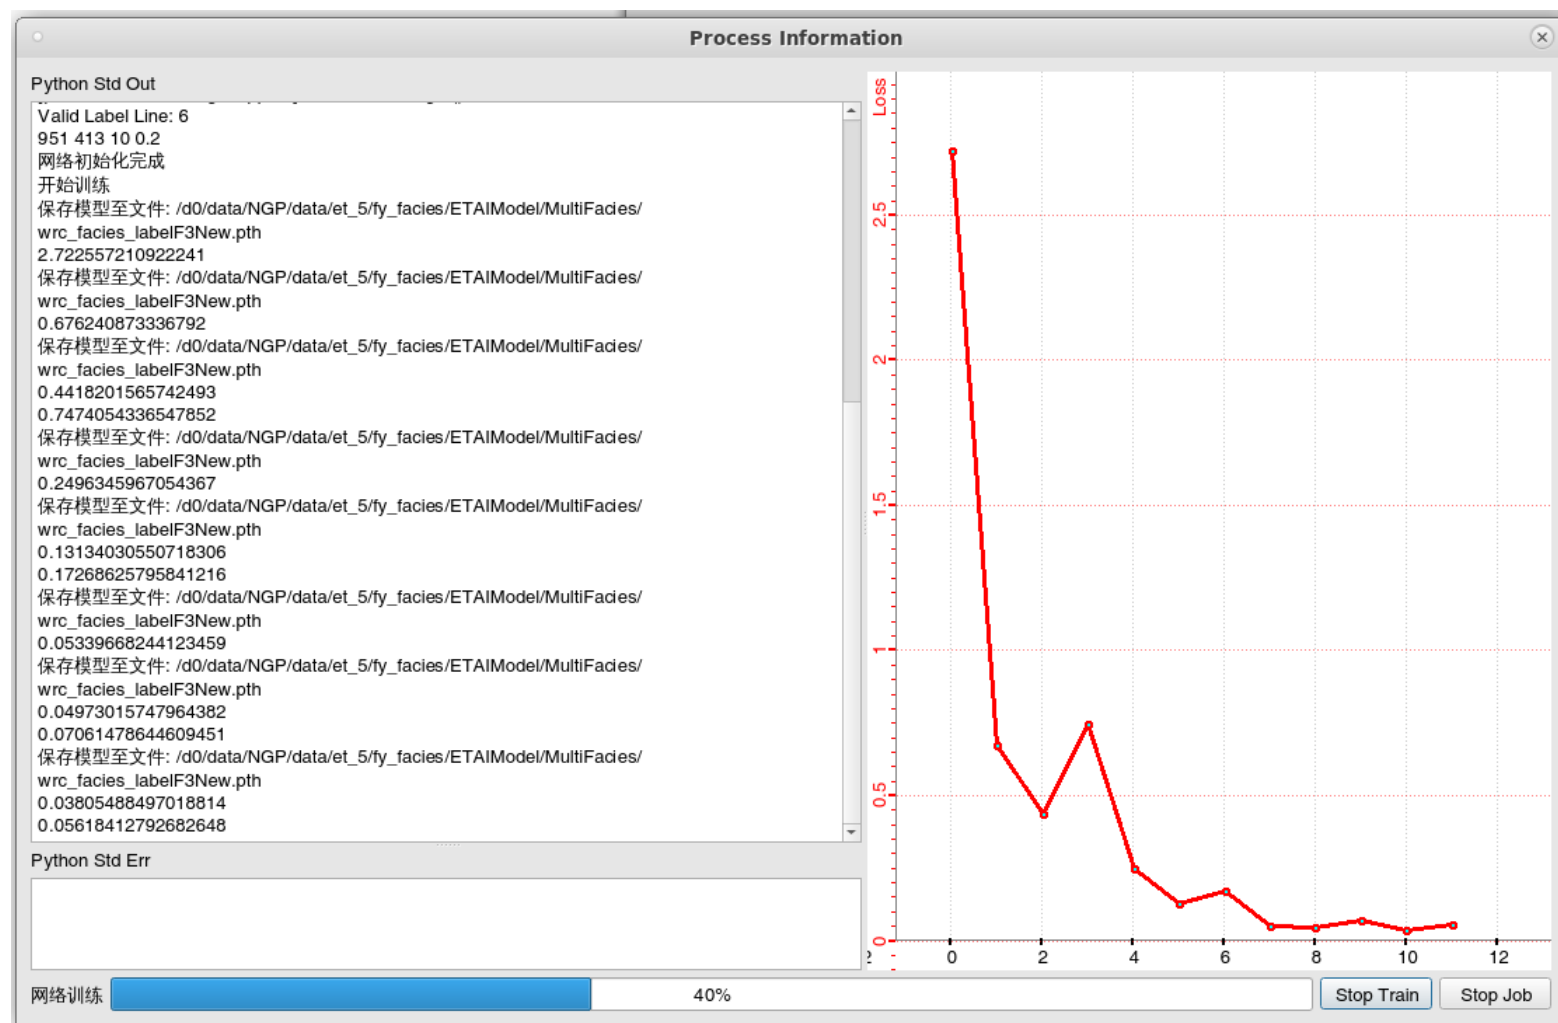 Process Information
Python Std Out
Valid Label Line: 6
951 413 10 0.2
网络初始化完成
开始训练
保存模型至文件: /d0/data/NGP/data/et_5/fy_facies/ETAIModel/MultiFacies/
wrc_facies_labelF3New.pth
2.722557210922241
保存模型至文件: /d0/data/NGP/data/et_5/fy_facies/ETAIModel/MultiFacies/
wrc_facies_labelF3New.pth
0.676240873336792
保存模型至文件: /d0/data/NGP/data/et_5/fy_facies/ETAIModel/MultiFacies/
wrc_facies_labelF3New.pth
0.4418201565742493
0.7474054336547852
保存模型至文件: /d0/data/NGP/data/et_5/fy_facies/ETAIModel/MultiFacies/
wrc_facies_labelF3New.pth
0.2496345967054367
保存模型至文件: /d0/data/NGP/data/et_5/fy_facies/ETAIModel/MultiFacies/
wrc_facies_labelF3New.pth
0.13134030550718306
0.17268625795841216
保存模型至文件: /d0/data/NGP/data/et_5/fy_facies/ETAIModel/MultiFacies/
wrc_facies_labelF3New.pth
0.05339668244123459
保存模型至文件: /d0/data/NGP/data/et_5/fy_facies/ETAIModel/MultiFacies/
wrc_facies_labelF3New.pth
0.04973015747964382
0.07061478644609451
保存模型至文件: /d0/data/NGP/data/et_5/fy_facies/ETAIModel/MultiFacies/
wrc_facies_labelF3New.pth
0.03805488497018814
0.05618412792682648
Python Std Err
Loss
2.5
2
1.5
1
0.5
0
2 0 2 4 6 8 10 12
网络训练 40% Stop Train Stop Job